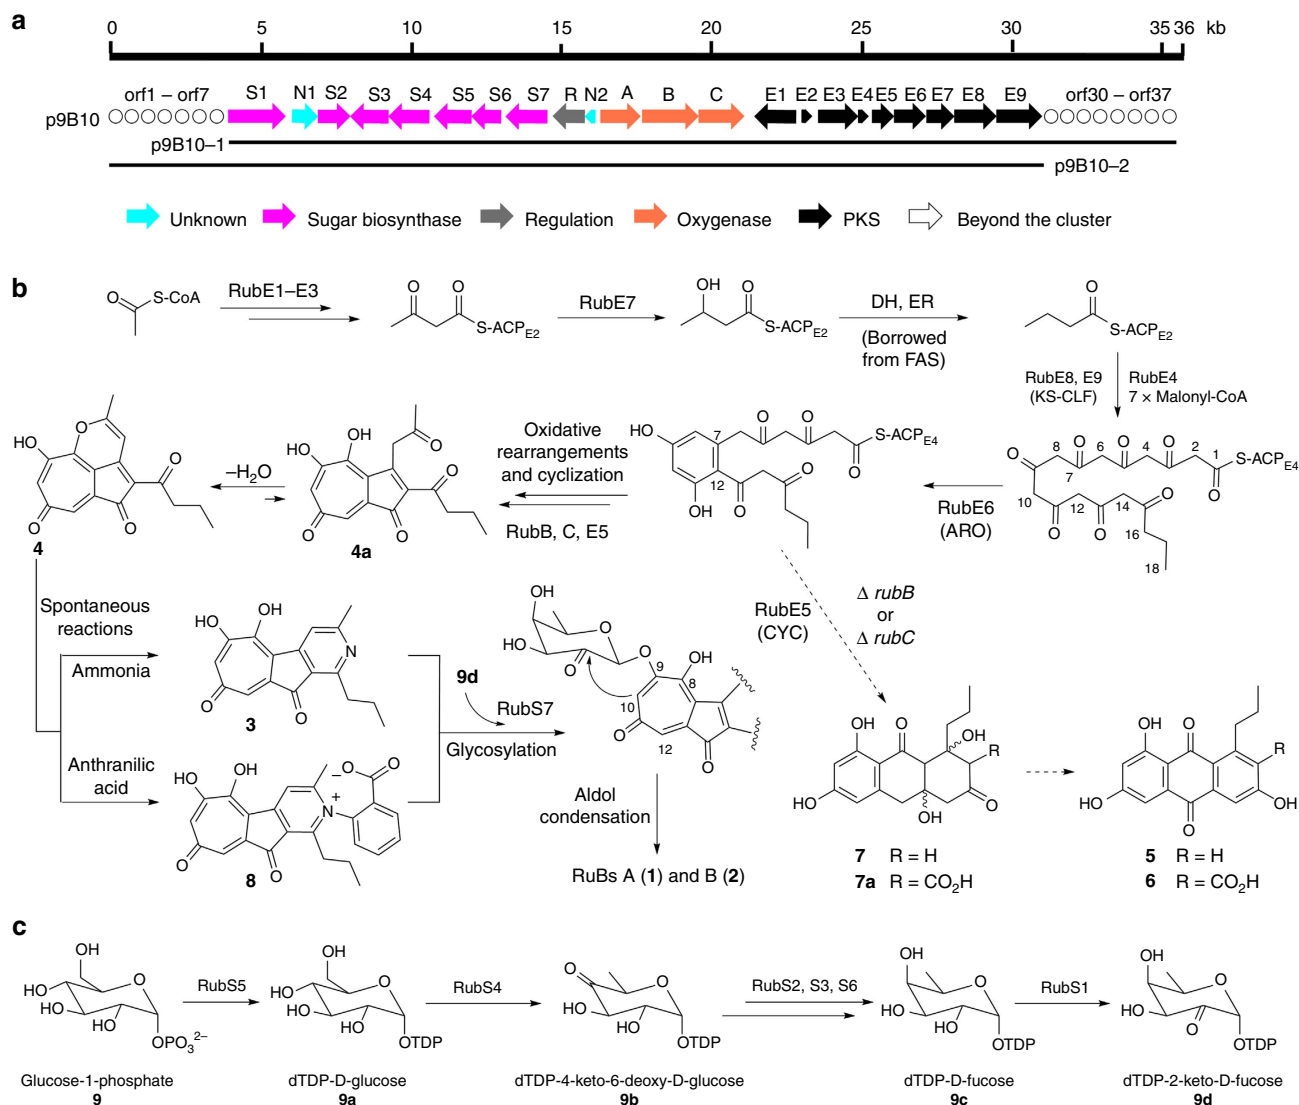 a
0 5 10 15 20 25 30 35 36 kb
orf1 – orf7 S1 N1 S2 S3 S4 S5 S6 S7 R N2 A B C E1 E2 E3 E4 E5 E6 E7 E8 E9 orf30 – orf37
p9B10
p9B10–1
p9B10–2
Unknown Sugar biosynthase Regulation Oxygenase PKS Beyond the cluster
b
O S-CoA
RubE1–E3
O O S-ACPE2
RubE7
OH O S-ACPE2
DH, ER
(Borrowed
from FAS)
O S-ACPE2
RubE8, E9
(KS-CLF)
RubE4
7 × Malonyl-CoA
O O O O O O O O 1 2 4 6 7 8 10 12 14 16 18 S-ACPE4
RubE6
(ARO)
HO OH O O O O O 7 12 S-ACPE4
Oxidative
rearrangements
and cyclization
RubB, C, E5
HO OH O O O O
4a
–H2O
HO O O O O
4
Spontaneous
reactions
Ammonia
Anthranilic
acid
HO OH N O O
3
HO OH O – O + N O O
8
9d
RubS7
Glycosylation
OH HO O O O 9 OH 8 10 O 12 O
Aldol
condensation
RuBs A (1) and B (2)
RubE5
(CYC)
Δ rubB
or
Δ rubC
OH O OH R HO OH O
7 R = H
7a R = CO2H
OH O R HO O OH
5 R = H
6 R = CO2H
c
OH HO HO HO O OPO3 2–
Glucose-1-phosphate
9
RubS5
OH HO HO HO O OTDP
dTDP-D-glucose
9a
RubS4
O HO HO O OTDP
dTDP-4-keto-6-deoxy-D-glucose
9b
RubS2, S3, S6
OH HO HO O OTDP
dTDP-D-fucose
9c
RubS1
OH HO O O OTDP
dTDP-2-keto-D-fucose
9d